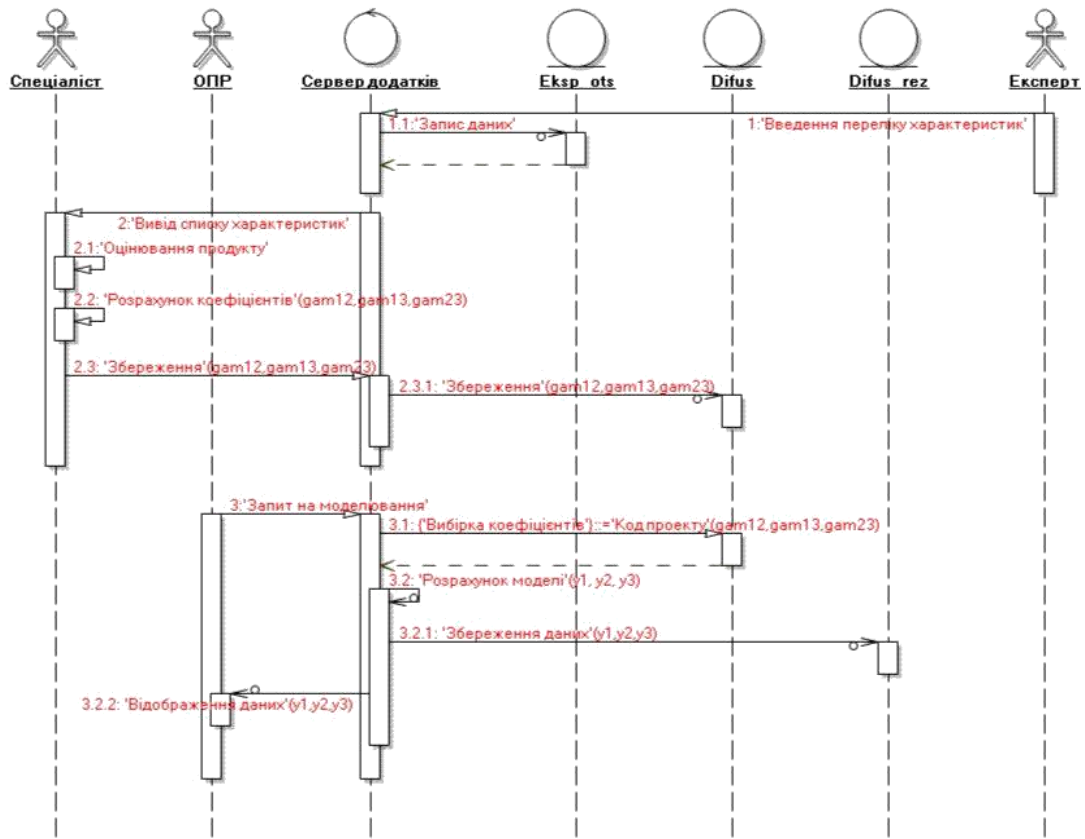 Спеціаліст ОПР Сервер додатків Eksp_ots Difus Difus_rez Експерт
1.1:'Запис даних'
1:'Введення переліку характеристик'
2:'Вивід списку характеристик'
2.1:'Оцінювання продукту'
2.2: 'Розрахунок коефіцієнтів'(gam12,gam13,gam23)
2.3: 'Збереження'(gam12,gam13,gam23)
2.3.1: 'Збереження'(gam12,gam13,gam23)
3:'Запит на моделювання'
3.1: {'Вибірка коефіцієнтів'}::='Код проекту'(gam12,gam13,gam23)
3.2: 'Розрахунок моделі'(y1, y2, y3)
3.2.1: 'Збереження даних'(y1,y2,y3)
3.2.2: 'Відображення даних'(y1,y2,y3)